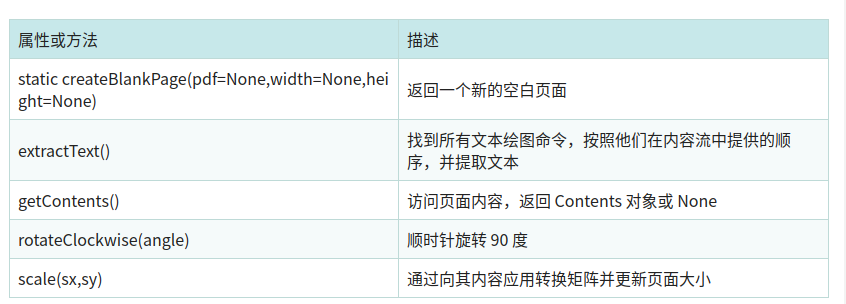 属性或方法 描述
static createBlankPage(pdf=None,width=None,hei
ght=None)
返回一个新的空白页面
extractText()
找到所有文本绘图命令，按照他们在内容流中提供的顺
序，并提取文本
getContents() 访问页面内容，返回 Contents 对象或 None
rotateClockwise(angle) 顺时针旋转 90 度
scale(sx,sy) 通过向其内容应用转换矩阵并更新页面大小